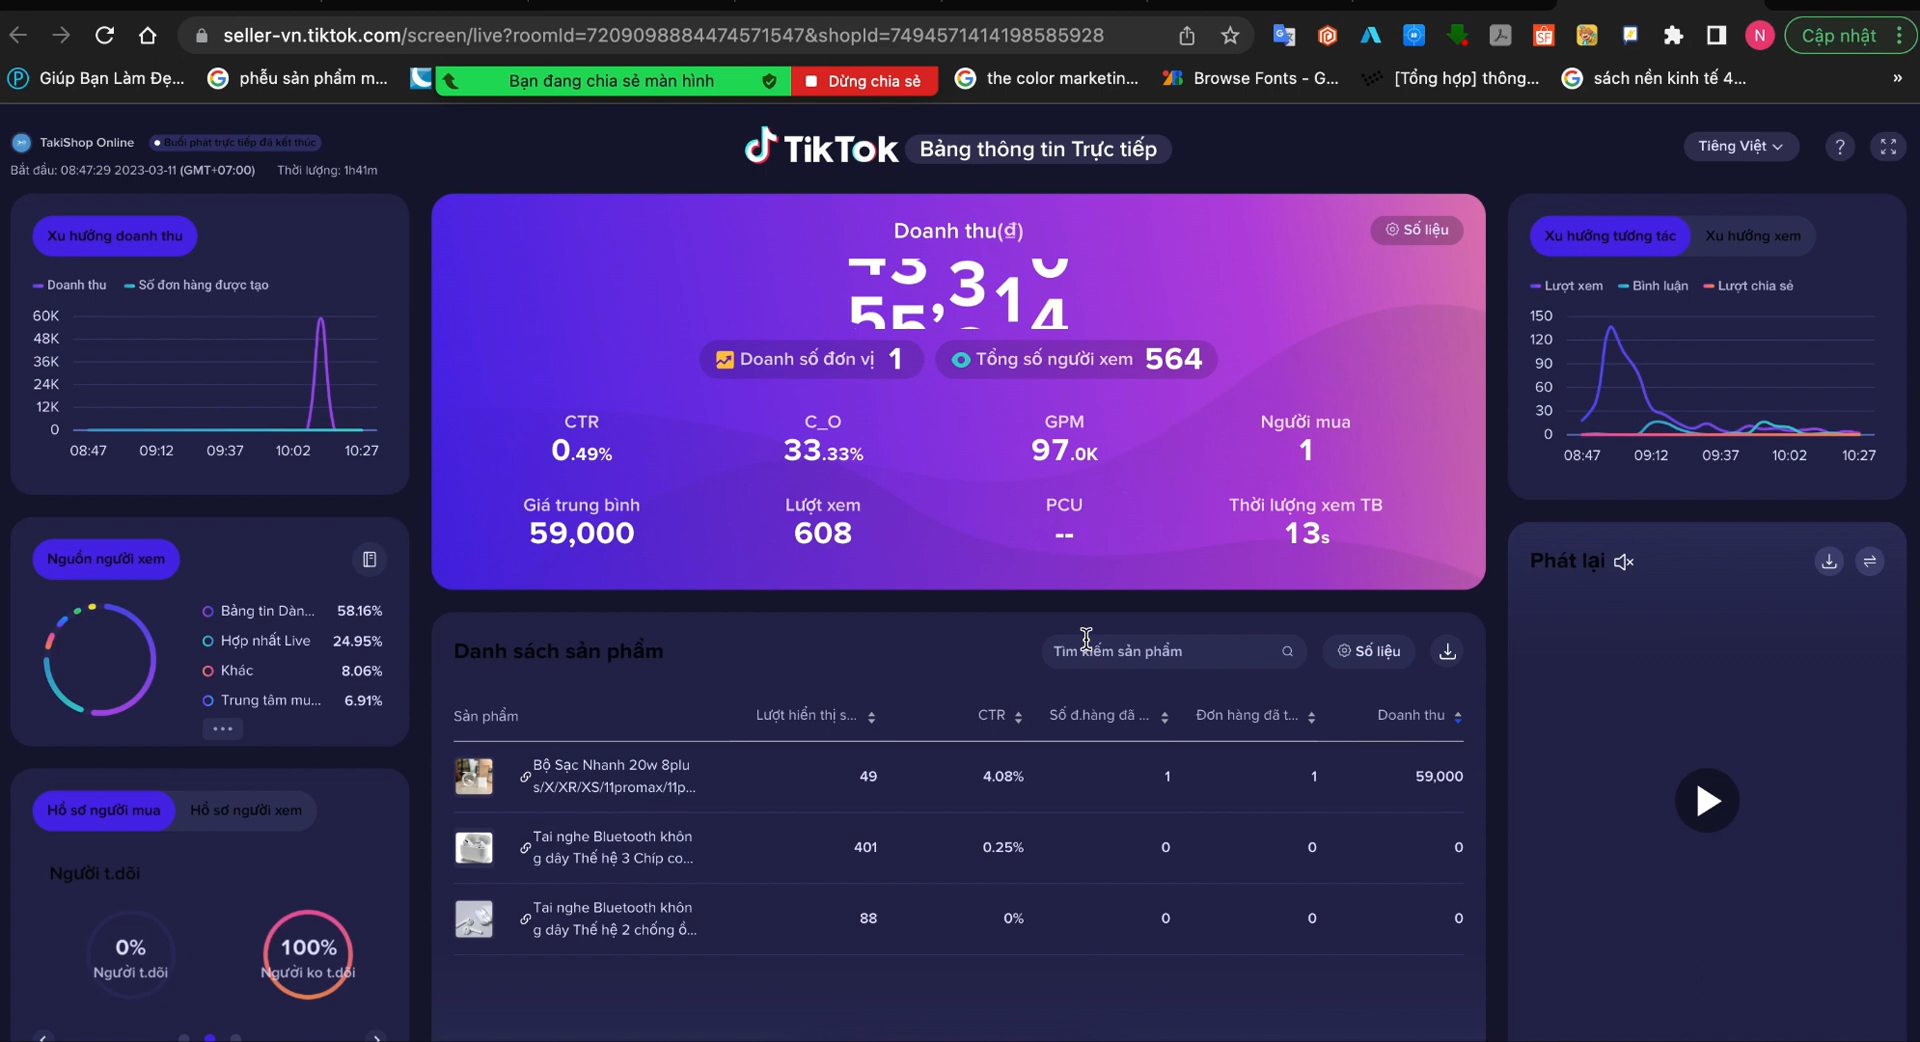 seller-vn.tiktok.com/screen/live?roomId=7209098884474571547&shopId=7494571414198585928
N
Cập nhật
Giúp Bạn Làm Đẹ...
phễu sản phẩm m...
Bạn đang chia sẻ màn hình
Dừng chia sẻ
the color marketin...
Browse Fonts - G...
[Tổng hợp] thông...
sách nền kinh tế 4...
»
TakiShop Online
Buổi phát trực tiếp đã kết thúc
Bắt đầu: 08:47:29 2023-03-11 (GMT+07:00)
Thời lượng: 1h41m
TikTok
Bảng thông tin Trực tiếp
Tiếng Việt
?
Xu hướng doanh thu
Doanh thu
Số đơn hàng được tạo
60K
48K
36K
24K
12K
0
08:47 09:12 09:37 10:02 10:27
Nguồn người xem
Bảng tin Dàn... 58.16%
Hợp nhất Live 24.95%
Khác 8.06%
Trung tâm mu... 6.91%
...
Hồ sơ người mua
Hồ sơ người xem
Người t.dõi
0%
Người t.dõi
100%
Người ko t.dõi
Doanh thu(₫)
Số liệu
Doanh số đơn vị 1
Tổng số người xem 564
CTR
0.49%
C_O
33.33%
GPM
97.0K
Người mua
1
Giá trung bình
59,000
Lượt xem
608
PCU
--
Thời lượng xem TB
13s
Danh sách sản phẩm
Tìm kiếm sản phẩm
Số liệu
Sản phẩm
Lượt hiển thị s...
CTR
Số đ.hàng đã ...
Đơn hàng đã t...
Doanh thu
Bộ Sạc Nhanh 20w 8plu
s/X/XR/XS/11promax/11p...
49 4.08% 1 1 59,000
Tai nghe Bluetooth khôn
g dây Thế hệ 3 Chíp co...
401 0.25% 0 0 0
Tai nghe Bluetooth khôn
g dây Thế hệ 2 chống ồ...
88 0% 0 0 0
Xu hướng tương tác
Xu hướng xem
Lượt xem
Bình luận
Lượt chia sẻ
150
120
90
60
30
0
08:47 09:12 09:37 10:02 10:27
Phát lại